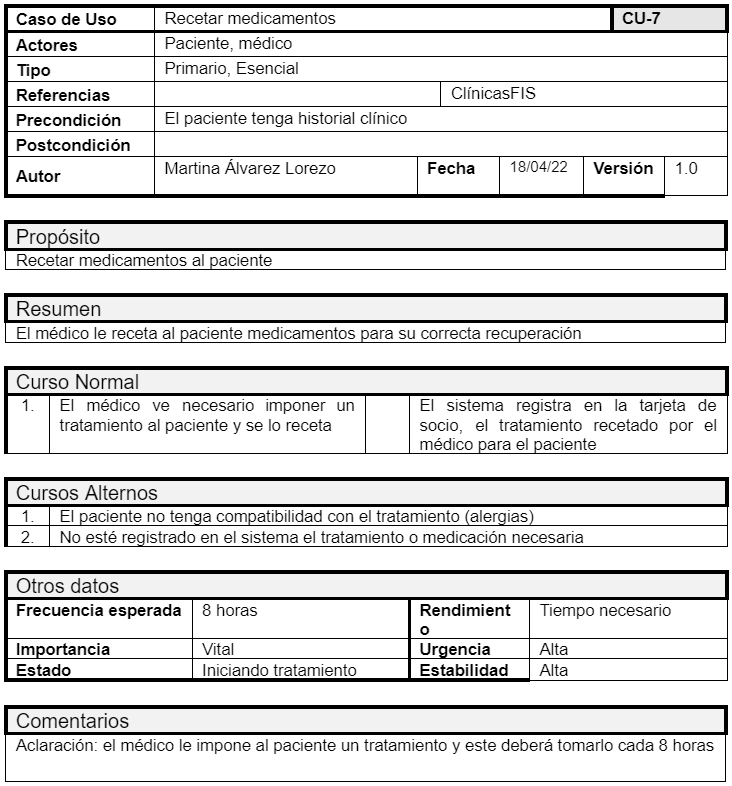 Caso de Uso Recetar medicamentos CU-7
Actores Paciente, médico
Tipo Primario, Esencial
Referencias ClínicasFIS
Precondición El paciente tenga historial clínico
Postcondición
Autor Martina Álvarez Lorezo Fecha 18/04/22 Versión 1.0
Propósito
Recetar medicamentos al paciente
Resumen
El médico le receta al paciente medicamentos para su correcta recuperación
Curso Normal
1. El médico ve necesario imponer un
tratamiento al paciente y se lo receta
El sistema registra en la tarjeta de
socio, el tratamiento recetado por el
médico para el paciente
Cursos Alternos
1. El paciente no tenga compatibilidad con el tratamiento (alergias)
2. No esté registrado en el sistema el tratamiento o medicación necesaria
Otros datos
Frecuencia esperada 8 horas
Rendimient
o
Tiempo necesario
Importancia Vital Urgencia Alta
Estado Iniciando tratamiento Estabilidad Alta
Comentarios
Aclaración: el médico le impone al paciente un tratamiento y este deberá tomarlo cada 8 horas